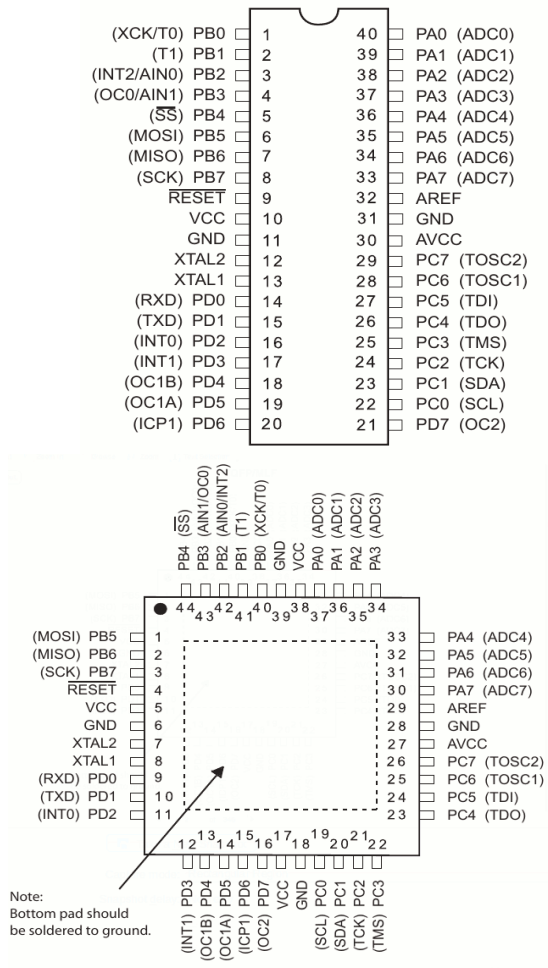 (XCK/T0) PB0 1 40 PA0 (ADC0)
(T1) PB1 2 39 PA1 (ADC1)
(INT2/AIN0) PB2 3 38 PA2 (ADC2)
(OC0/AIN1) PB3 4 37 PA3 (ADC3)
(SS) PB4 5 36 PA4 (ADC4)
(MOSI) PB5 6 35 PA5 (ADC5)
(MISO) PB6 7 34 PA6 (ADC6)
(SCK) PB7 8 33 PA7 (ADC7)
RESET 9 32 AREF
VCC 10 31 GND
GND 11 30 AVCC
XTAL2 12 29 PC7 (TOSC2)
XTAL1 13 28 PC6 (TOSC1)
(RXD) PD0 14 27 PC5 (TDI)
(TXD) PD1 15 26 PC4 (TDO)
(INT0) PD2 16 25 PC3 (TMS)
(INT1) PD3 17 24 PC2 (TCK)
(OC1B) PD4 18 23 PC1 (SDA)
(OC1A) PD5 19 22 PC0 (SCL)
(ICP1) PD6 20 21 PD7 (OC2)
PB4 (SS)
PB3 (AIN1/OC0)
PB2 (AIN0/INT2)
PB1 (T1)
PB0 (XCK/T0)
GND
VCC
PA0 (ADC0)
PA1 (ADC1)
PA2 (ADC2)
PA3 (ADC3)
44 43 42 41 40 39 38 37 36 35 34
(MOSI) PB5 1 33 PA4 (ADC4)
(MISO) PB6 2 32 PA5 (ADC5)
(SCK) PB7 3 31 PA6 (ADC6)
RESET 4 30 PA7 (ADC7)
VCC 5 29 AREF
GND 6 28 GND
XTAL2 7 27 AVCC
XTAL1 8 26 PC7 (TOSC2)
(RXD) PD0 9 25 PC6 (TOSC1)
(TXD) PD1 10 24 PC5 (TDI)
(INT0) PD2 11 23 PC4 (TDO)
12 13 14 15 16 17 18 19 20 21 22
(INT1) PD3
(OC1B) PD4
(OC1A) PD5
(ICP1) PD6
(OC2) PD7
VCC
GND
(SCL) PC0
(SDA) PC1
(TCK) PC2
(TMS) PC3
Note:
Bottom pad should
be soldered to ground.